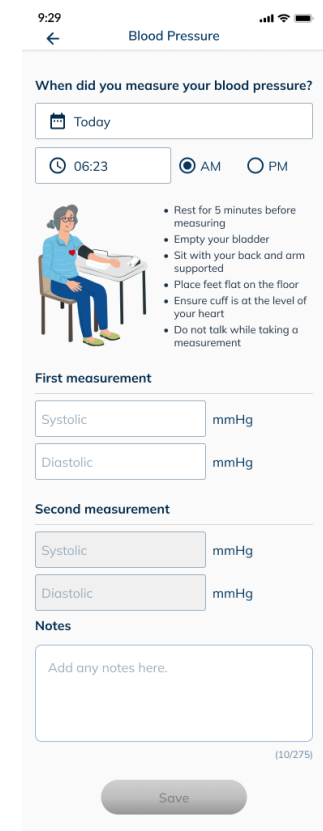 9:29
Blood Pressure
When did you measure your blood pressure?
Today
06:23 AM PM
• Rest for 5 minutes before
measuring
• Empty your bladder
• Sit with your back and arm
supported
• Place feet flat on the floor
• Ensure cuff is at the level of
your heart
• Do not talk while taking a
measurement
First measurement
Systolic mmHg
Diastolic mmHg
Second measurement
Systolic mmHg
Diastolic mmHg
Notes
Add any notes here.
(10/275)
Save